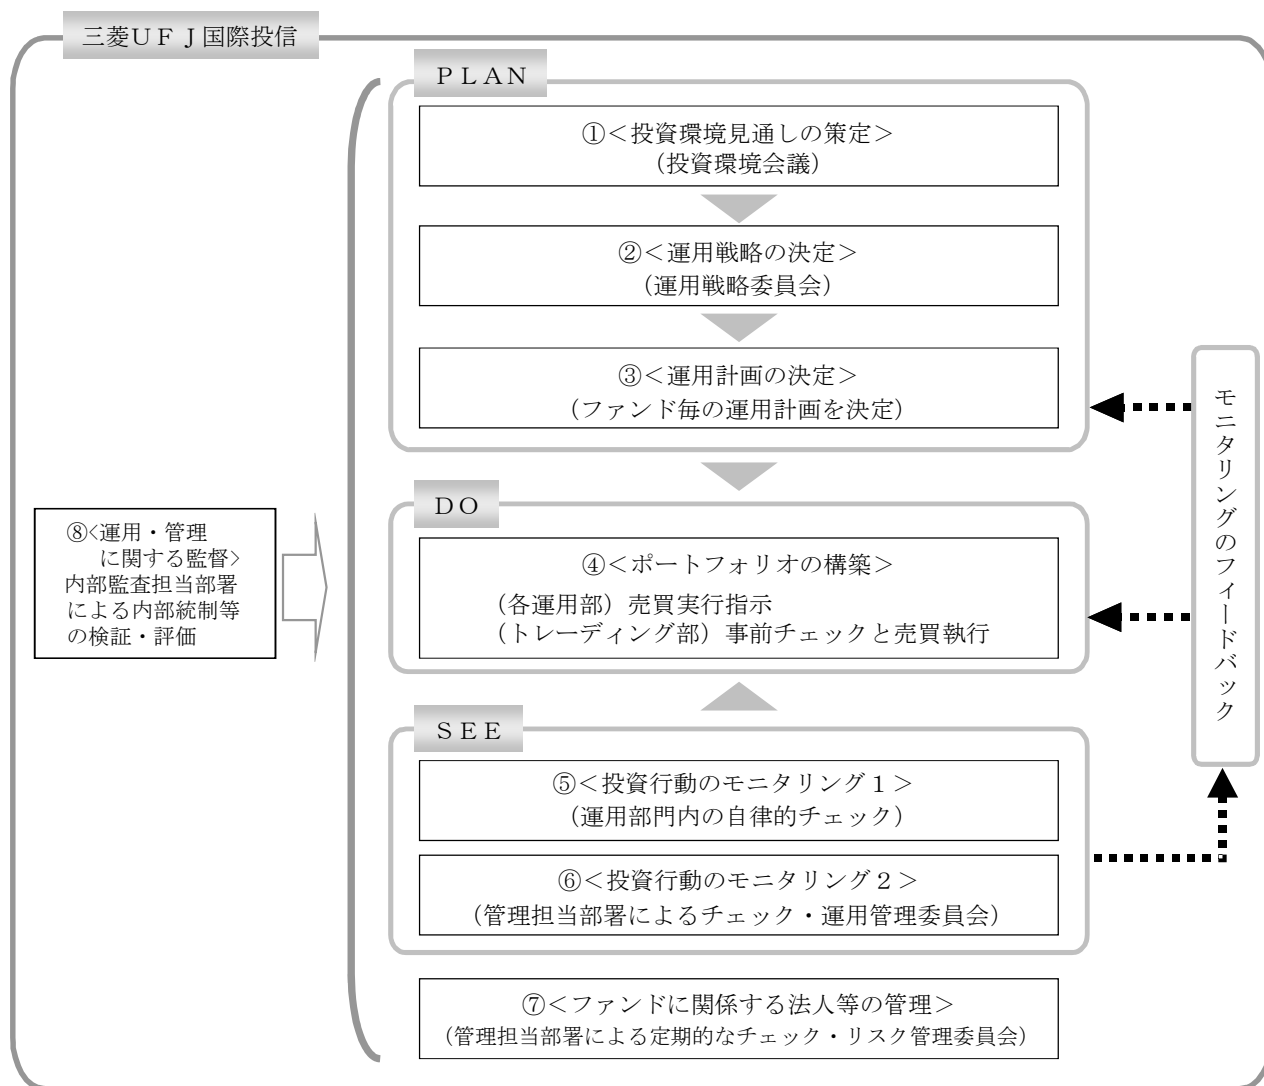 三菱ＵＦＪ国際投信
ＰＬＡＮ
①＜投資環境見通しの策定＞
（投資環境会議）
②＜運用戦略の決定＞
（運用戦略委員会）
③＜運用計画の決定＞
（ファンド毎の運用計画を決定）
ＤＯ
④＜ポートフォリオの構築＞
（各運用部）売買実行指示
（トレーディング部）事前チェックと売買執行
ＳＥＥ
⑤＜投資行動のモニタリング１＞
（運用部門内の自律的チェック）
⑥＜投資行動のモニタリング２＞
（管理担当部署によるチェック・運用管理委員会）
⑦＜ファンドに関係する法人等の管理＞
（管理担当部署による定期的なチェック・リスク管理委員会）
⑧<運用・管理
に関する監督>
内部監査担当部署
による内部統制等
の検証・評価
モニタリングのフィードバック